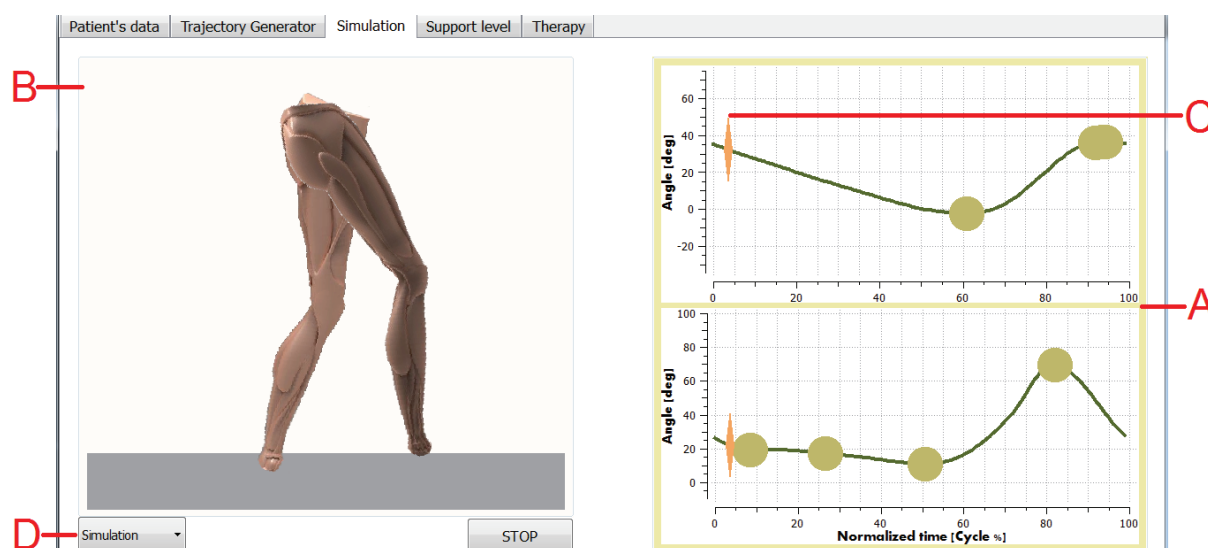 Patient's data Trajectory Generator Simulation Support level Therapy
B
C
A
D
60
40
20
0
-20
Angle [deg]
0 20 40 60 80 100
100
80
60
40
20
0
Angle [deg]
0 20 40 60 80 100
Normalized time [Cycle %]
Simulation
STOP